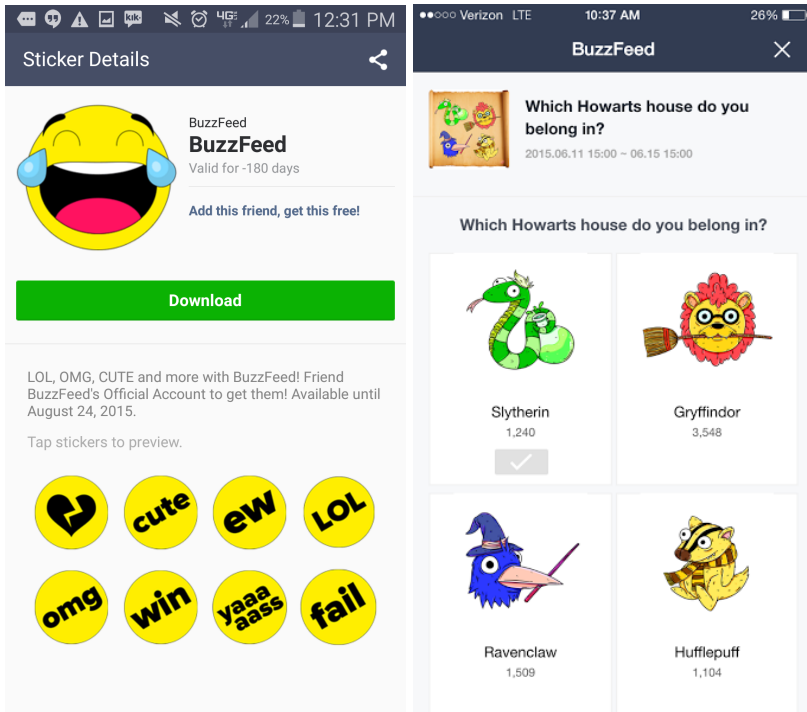 kik·
4G
22%
12:31 PM
Sticker Details
BuzzFeed
BuzzFeed
Valid for -180 days
Add this friend, get this free!
Download
LOL, OMG, CUTE and more with BuzzFeed! Friend
BuzzFeed's Official Account to get them! Available until
August 24, 2015.
Tap stickers to preview.
cute
ew
LOL
omg
win
yaaa
aass
fail
Verizon LTE
10:37 AM
26%
BuzzFeed
Which Howarts house do you
belong in?
2015.06.11 15:00 ~ 06.15 15:00
Which Howarts house do you belong in?
Slytherin
1,240
Gryffindor
3,548
Ravenclaw
1,509
Hufflepuff
1,104